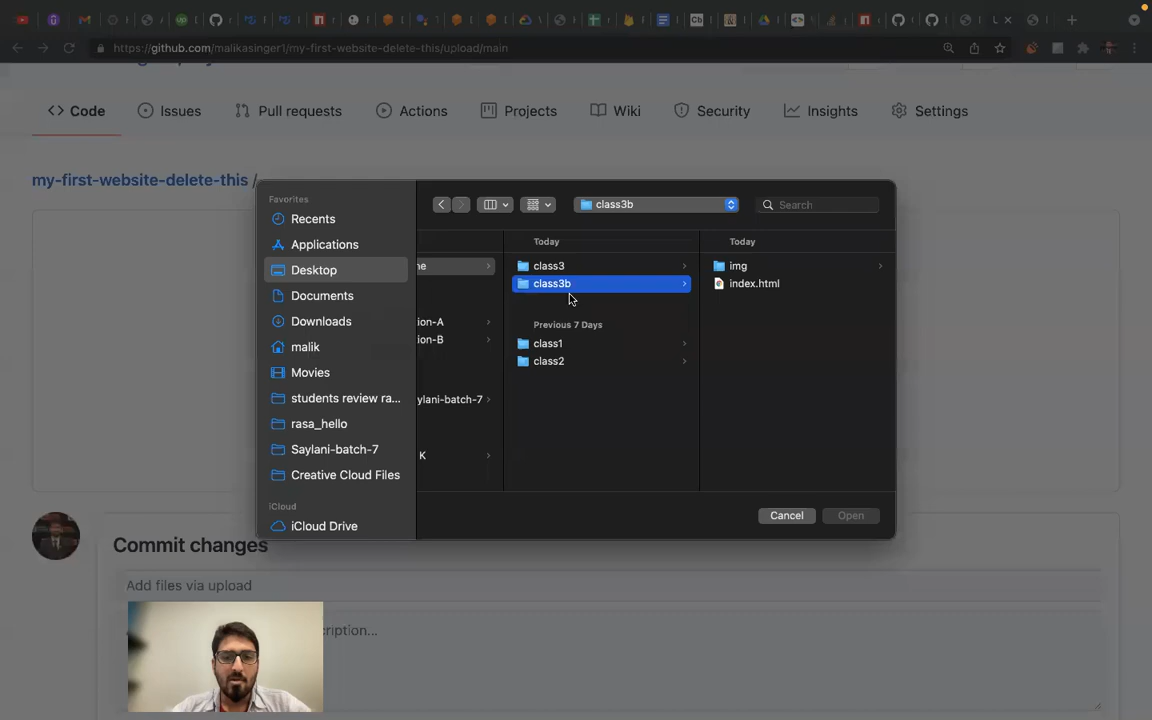 https://github.com/malikasinger1/my-first-website-delete-this/upload/main
Code
Issues
Pull requests
Actions
Projects
Wiki
Security
Insights
Settings
my-first-website-delete-this /
Favorites
Recents
Applications
Desktop
Documents
Downloads
malik
Movies
students review ra...
rasa_hello
Saylani-batch-7
Creative Cloud Files
iCloud
iCloud Drive
class3b
Search
ne
ion-A
ion-B
aylani-batch-7
K
Today
class3
class3b
Previous 7 Days
class1
class2
Today
img
index.html
Cancel
Open
Commit changes
Add files via upload
cription...